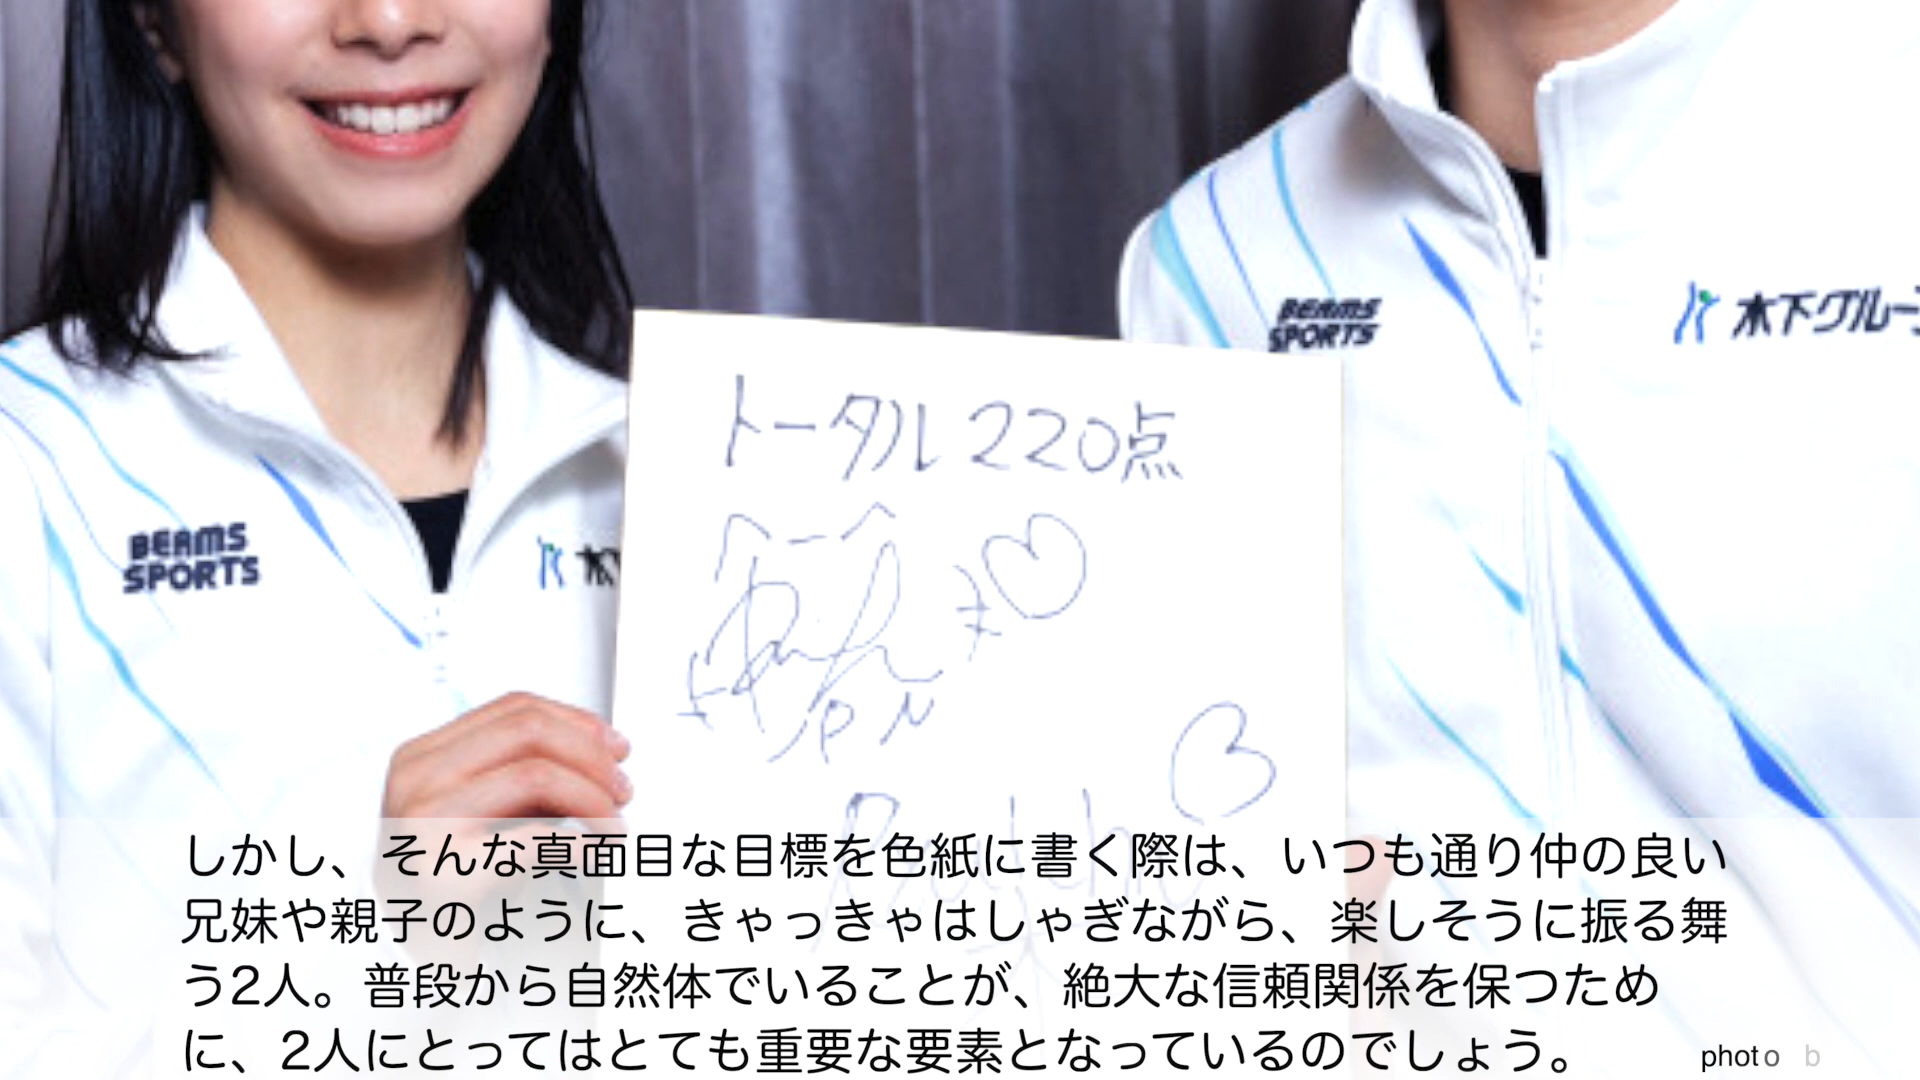 BEAMS
SPORTS
木下グルー
BEAMS
SPORTS
トータル220点
しかし、そんな真面目な目標を色紙に書く際は、いつも通り仲の良い
兄妹や親子のように、きゃっきゃはしゃぎながら、楽しそうに振る舞
う2人。普段から自然体でいることが、絶大な信頼関係を保つため
に、2人にとってはとても重要な要素となっているのでしょう。
photo b